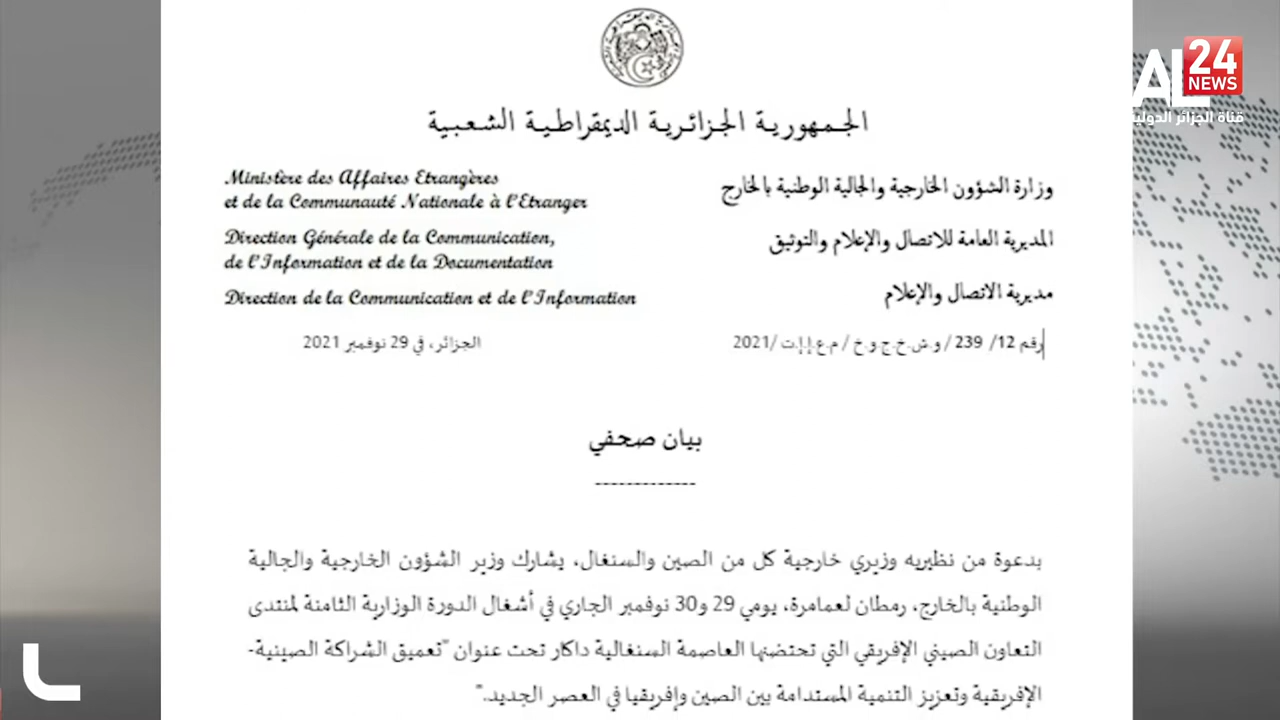 AL
24
NEWS
قناة الجزائر الدولية
الجمهورية الجزائرية الديمقراطية الشعبية
Ministère des Affaires Etrangères
et de la Communauté Nationale à l'Etranger
Direction Générale de la Communication,
de l'Information et de la Documentation
Direction de la Communication et de l'Information
وزارة الشؤون الخارجية والجالية الوطنية بالخارج
المديرية العامة للاتصال والإعلام والتوثيق
مديرية الاتصال والإعلام
رقم 12/ 239 / و.ش.خ.ج.و.خ / م.ع.إ.إ.ت /2021
الجزائر، في 29 نوفمبر 2021
بيان صحفي
-------------
بدعوة من نظيريه وزيري خارجية كل من الصين والسنغال، يشارك وزير الشؤون الخارجية والجالية
الوطنية بالخارج، رمطان لعمامرة، يومي 29 و30 نوفمبر الجاري في أشغال الدورة الوزارية الثامنة لمنتدى
التعاون الصيني الإفريقي التي تحتضنها العاصمة السنغالية داكار تحت عنوان "تعميق الشراكة الصينية-
الإفريقية وتعزيز التنمية المستدامة بين الصين وإفريقيا في العصر الجديد."